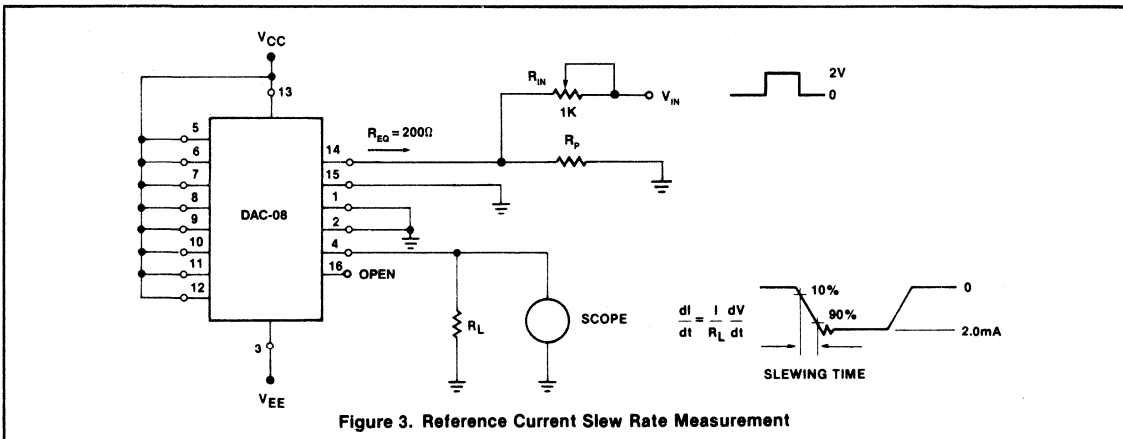 VCC
13
5
6
7
8
9
10
11
12
DAC-08
14
15
1
2
4
16
OPEN
3
VEE
REQ = 200Ω
RIN
1K
VIN
RP
2V
0
RL
SCOPE
dI/dt = I/RL dV/dt
10%
90%
0
2.0mA
SLEWING TIME
Figure 3. Reference Current Slew Rate Measurement